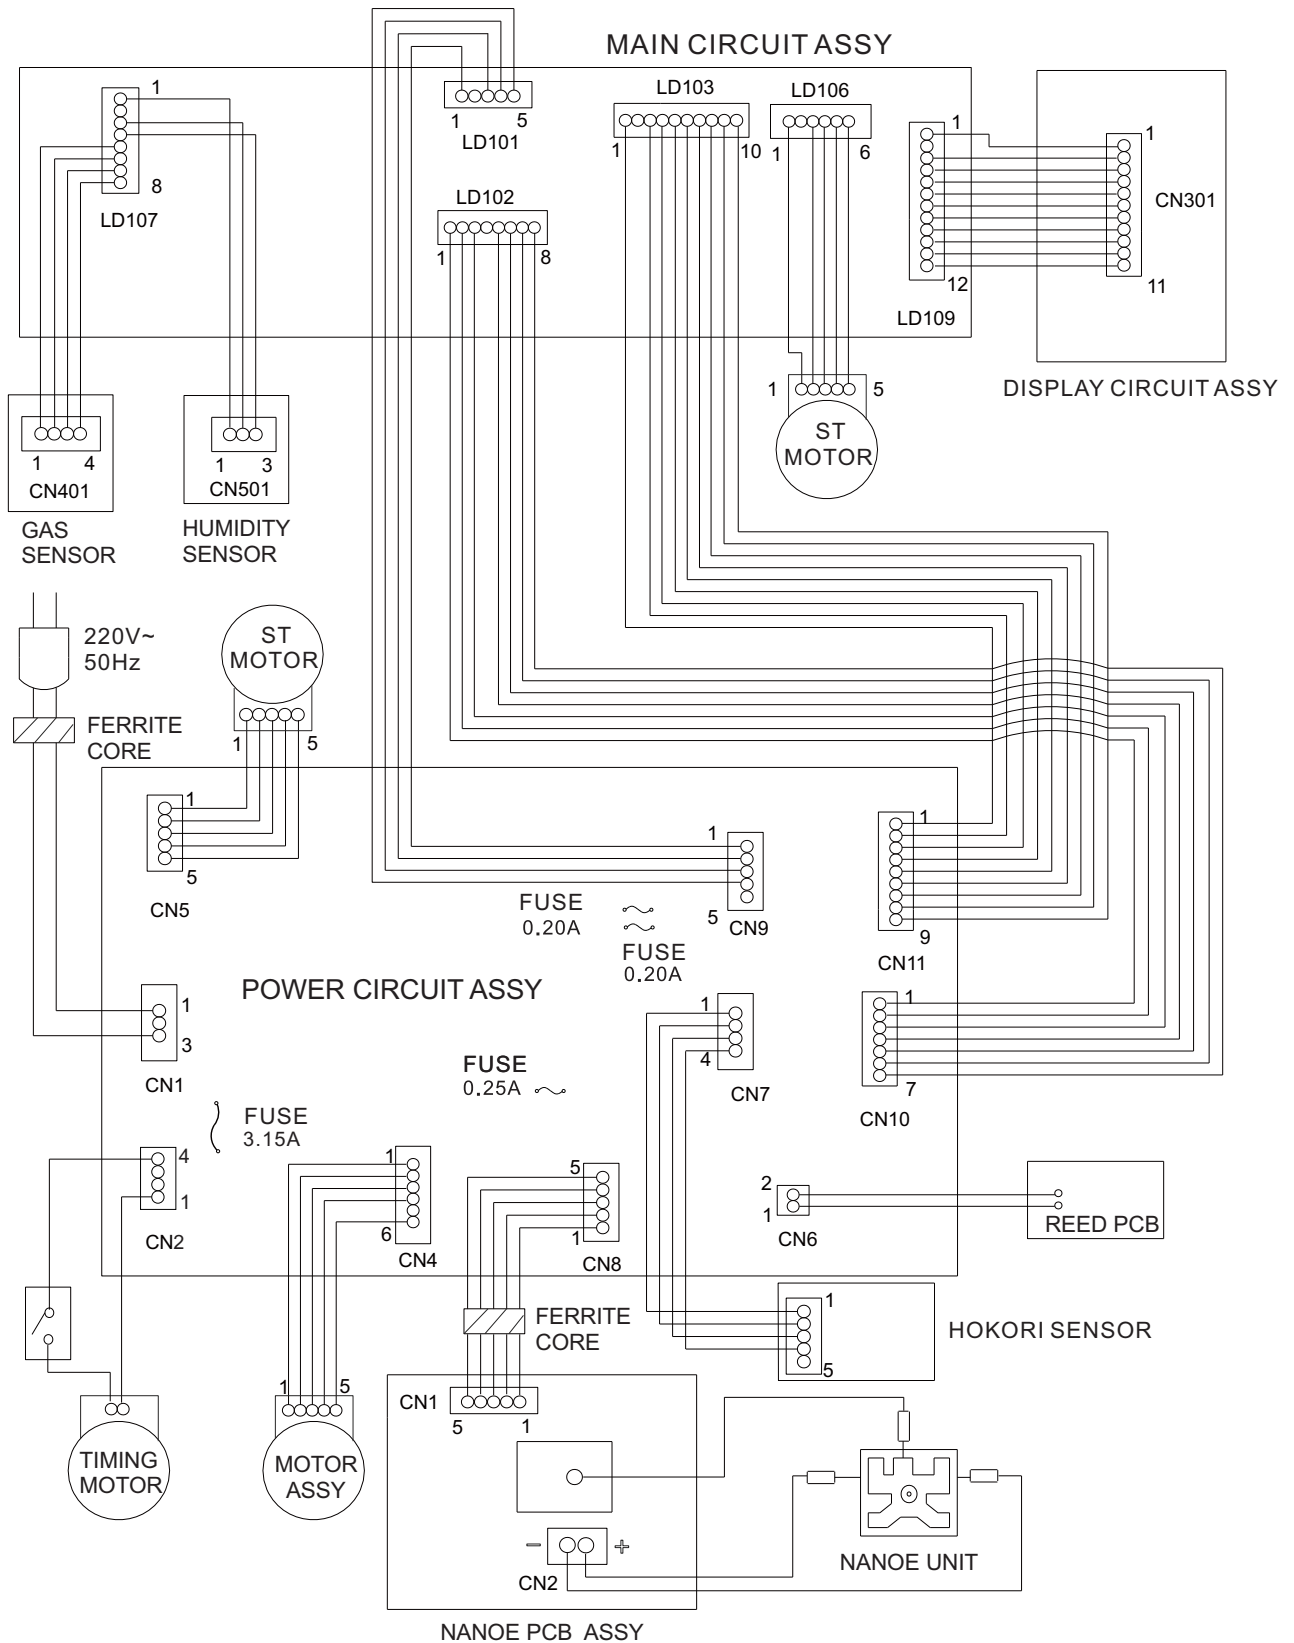 MAIN CIRCUIT ASSY
1
8
LD107
1 5
LD101
LD102
1 8
LD103
1 10
LD106
1 6
1
12
LD109
1
CN301
11
DISPLAY CIRCUIT ASSY
1 5
ST
MOTOR
1 4
CN401
GAS
SENSOR
1 3
CN501
HUMIDITY
SENSOR
220V~
50Hz
FERRITE
CORE
ST
MOTOR
1 5
1
5
CN5
1
5
CN9
FUSE
0.20A
FUSE
0.20A
1
9
CN11
POWER CIRCUIT ASSY
1
3
CN1
1
4
CN7
1
7
CN10
FUSE
0.25A
FUSE
3.15A
4
1
CN2
1
6
CN4
5
1
CN8
2
1
CN6
REED PCB
FERRITE
CORE
1
5
HOKORI SENSOR
TIMING
MOTOR
1 5
MOTOR
ASSY
CN1
5 1
− +
CN2
NANOE UNIT
NANOE PCB ASSY